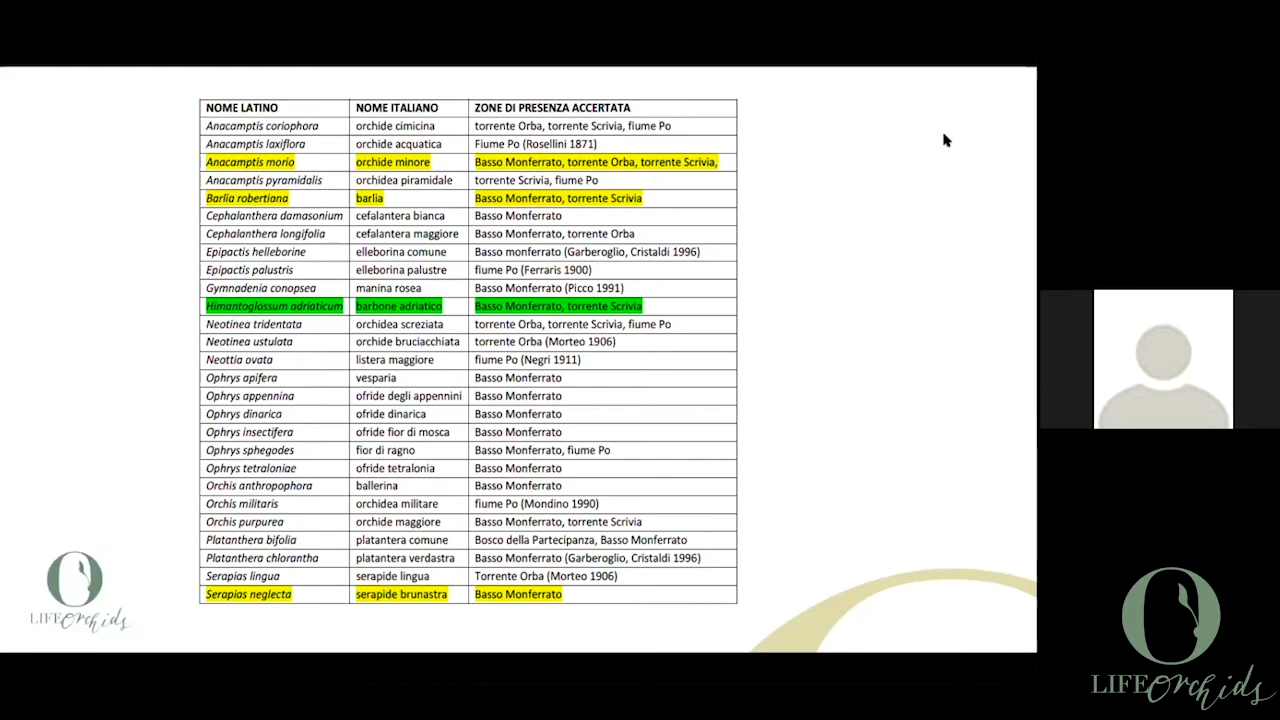 NOME LATINO NOME ITALIANO ZONE DI PRESENZA ACCERTATA
Anacamptis coriophora orchide cimicina torrente Orba, torrente Scrivia, fiume Po
Anacamptis laxiflora orchide acquatica Fiume Po (Rosellini 1871)
Anacamptis morio orchide minore Basso Monferrato, torrente Orba, torrente Scrivia,
Anacamptis pyramidalis orchidea piramidale torrente Scrivia, fiume Po
Barlia robertiana barlia Basso Monferrato, torrente Scrivia
Cephalanthera damasonium cefalantera bianca Basso Monferrato
Cephalanthera longifolia cefalantera maggiore Basso Monferrato, torrente Orba
Epipactis helleborine elleborina comune Basso monferrato (Garberoglio, Cristaldi 1996)
Epipactis palustris elleborina palustre fiume Po (Ferraris 1900)
Gymnadenia conopsea manina rosea Basso Monferrato (Picco 1991)
Himantoglossum adriaticum barbone adriatico Basso Monferrato, torrente Scrivia
Neotinea tridentata orchidea screziata torrente Orba, torrente Scrivia, fiume Po
Neotinea ustulata orchide bruciacchiata torrente Orba (Morteo 1906)
Neottia ovata listera maggiore fiume Po (Negri 1911)
Ophrys apifera vesparia Basso Monferrato
Ophrys appennina ofride degli appennini Basso Monferrato
Ophrys dinarica ofride dinarica Basso Monferrato
Ophrys insectifera ofride fior di mosca Basso Monferrato
Ophrys sphegodes fior di ragno Basso Monferrato, fiume Po
Ophrys tetraloniae ofride tetralonia Basso Monferrato
Orchis anthropophora ballerina Basso Monferrato
Orchis militaris orchidea militare fiume Po (Mondino 1990)
Orchis purpurea orchide maggiore Basso Monferrato, torrente Scrivia
Platanthera bifolia platantera comune Bosco della Partecipanza, Basso Monferrato
Platanthera chlorantha platantera verdastra Basso Monferrato (Garberoglio, Cristaldi 1996)
Serapias lingua serapide lingua Torrente Orba (Morteo 1906)
Serapias neglecta serapide brunastra Basso Monferrato
LIFE Orchids
LIFE Orchids